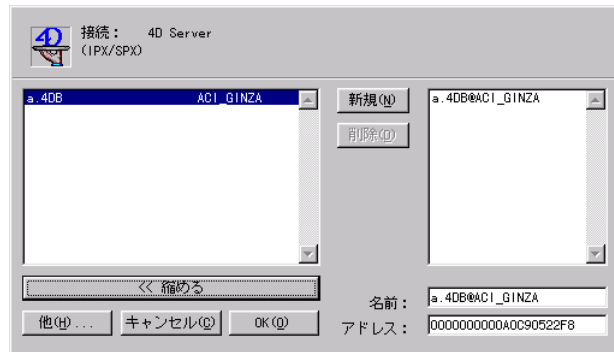 4D
接続： 4D Server
(IPX/SPX)
a.4DB ACI_GINZA
新規(N)
削除(D)
a.4DB@ACI_GINZA
<< 縮める
他(H)...
キャンセル(C)
OK(O)
名前： a.4DB@ACI_GINZA
アドレス： 0000000000A0C90522F8